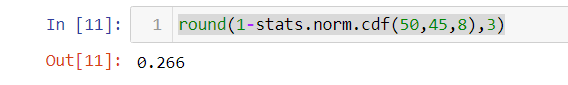 In [11]: 1 round(1-stats.norm.cdf(50,45,8),3)
Out[11]: 0.266